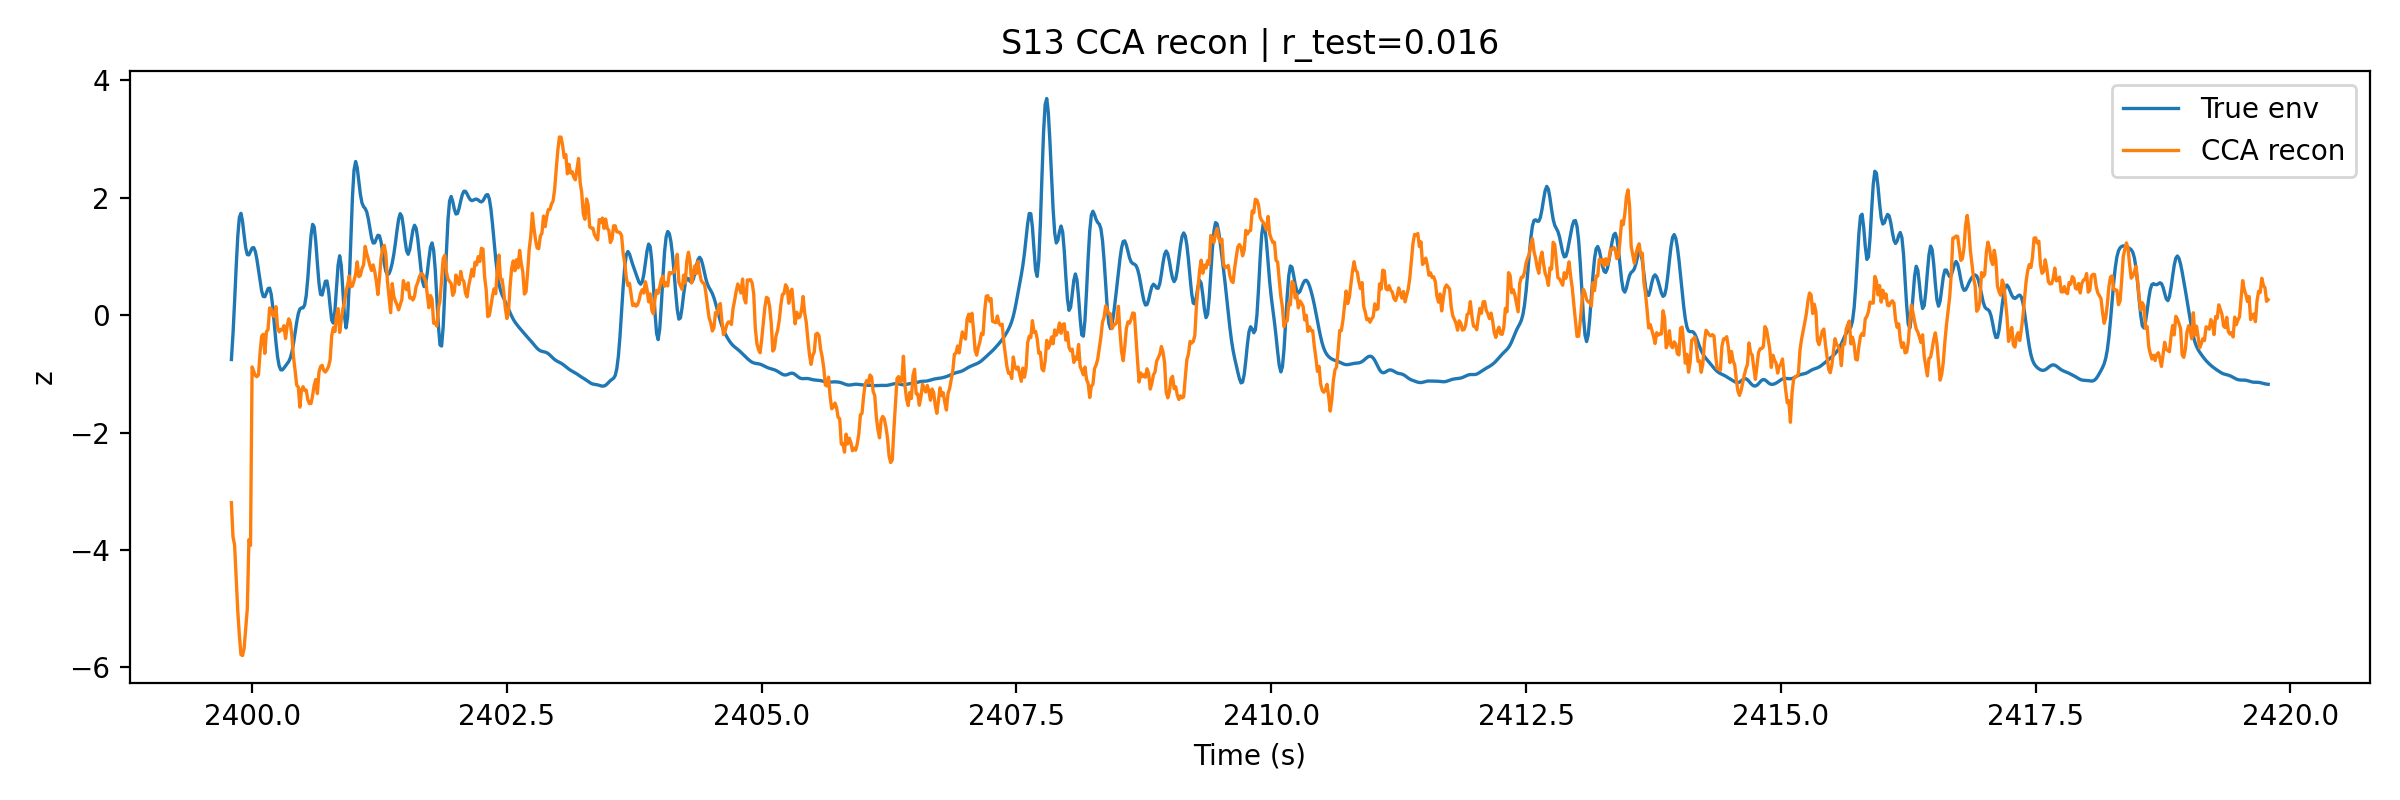 S13 CCA recon | r_test=0.016
4
2
0
−2
−4
−6
z
True env
CCA recon
2400.0 2402.5 2405.0 2407.5 2410.0 2412.5 2415.0 2417.5 2420.0
Time (s)